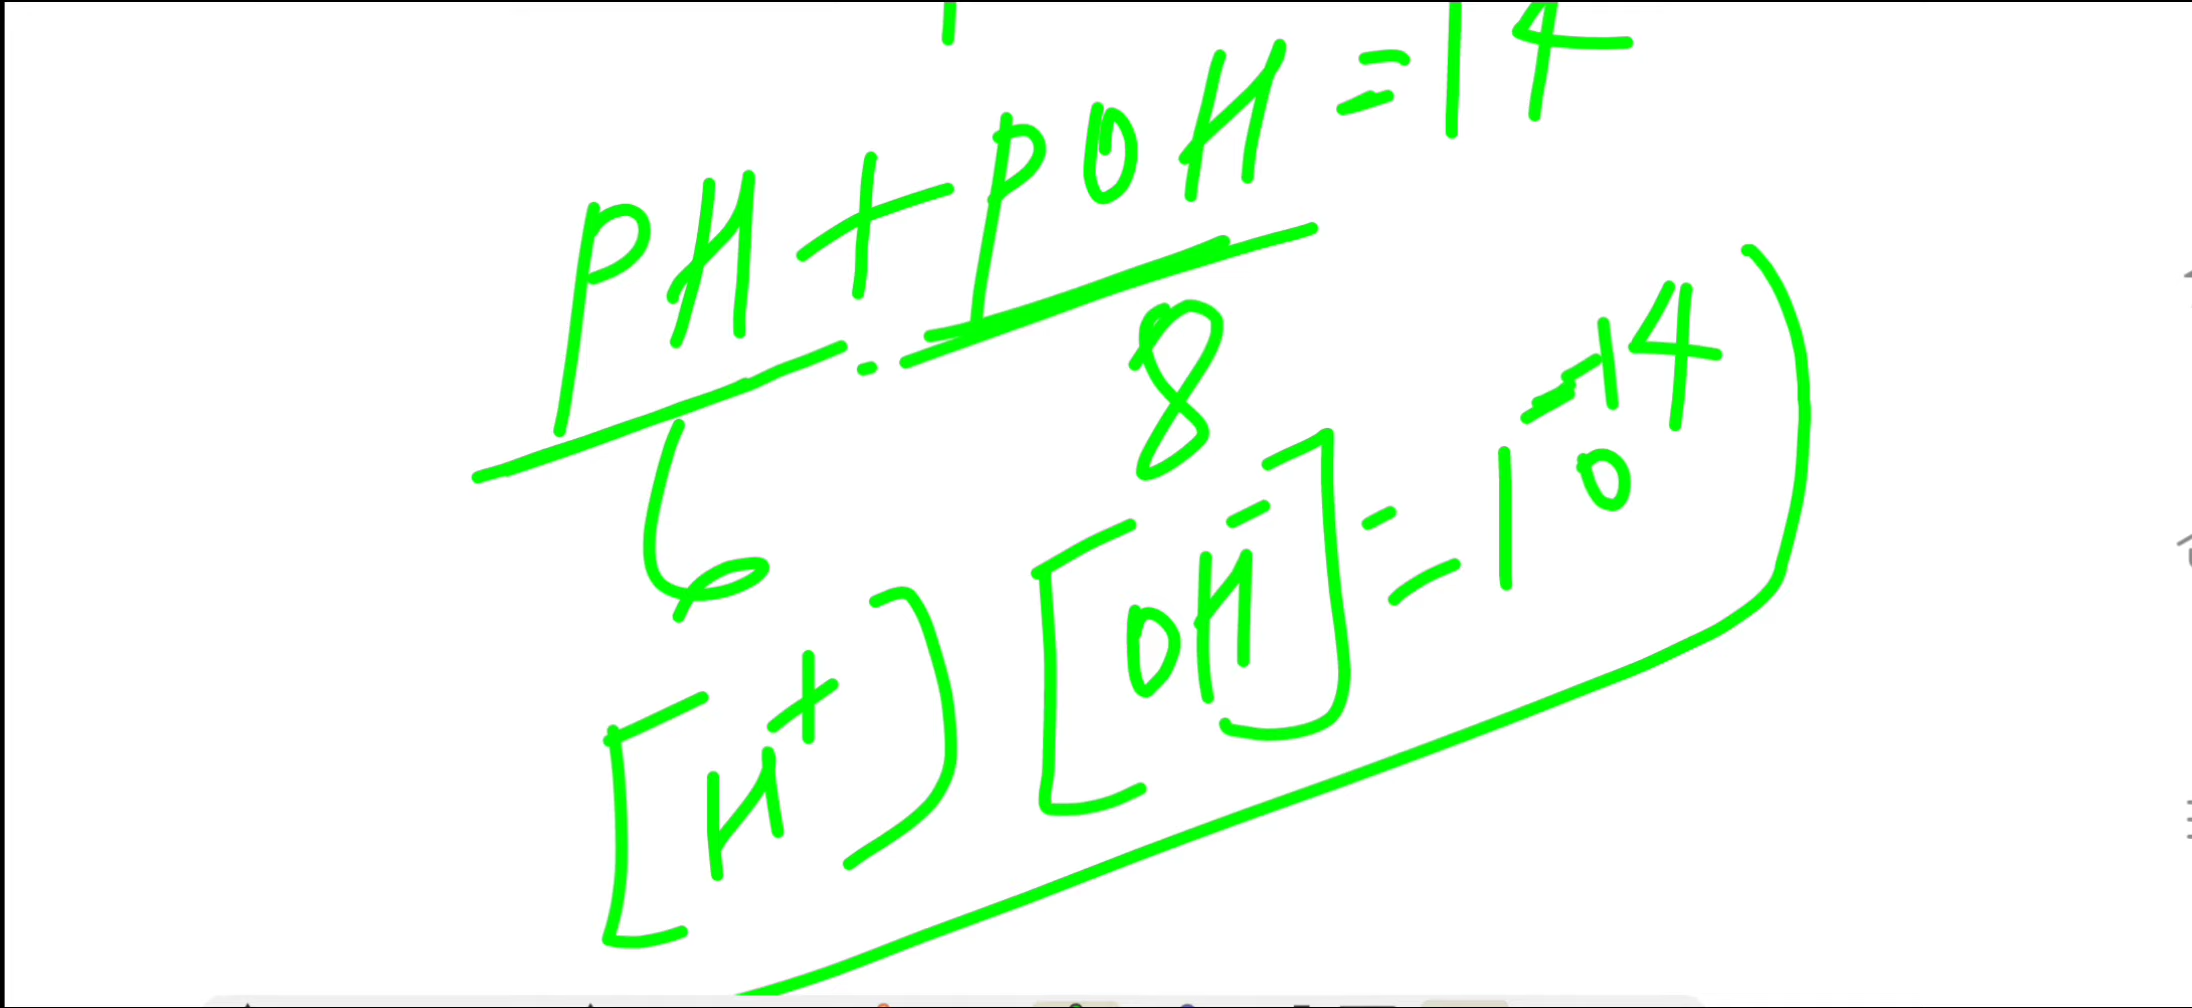 pH + pOH = 14
6 8
[H⁺) [OH⁻] = 10⁻¹⁴)